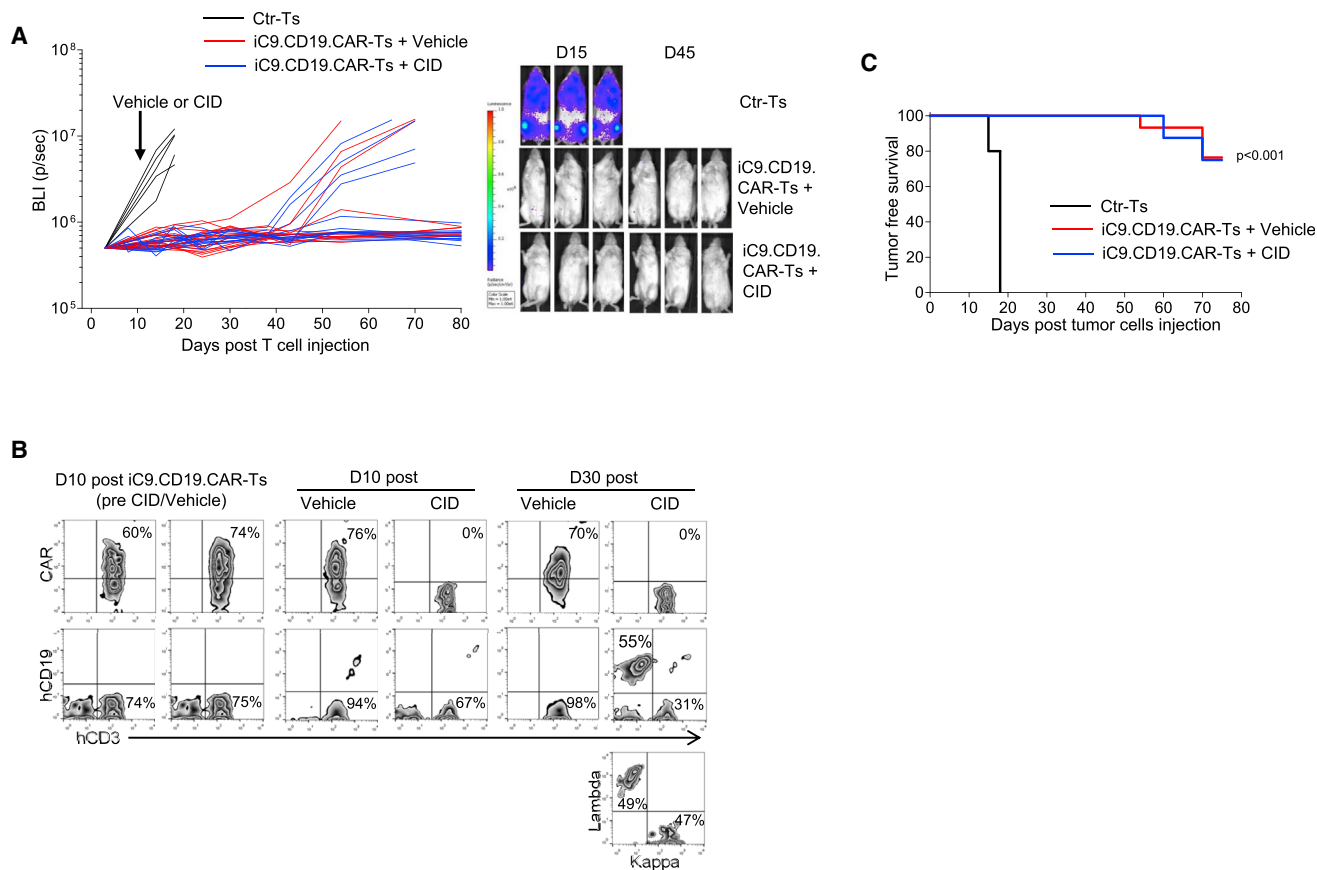 A
Ctr-Ts
iC9.CD19.CAR-Ts + Vehicle
iC9.CD19.CAR-Ts + CID
Vehicle or CID
BLI (p/sec)
10⁸
10⁷
10⁶
10⁵
0 10 20 30 40 50 60 70 80
Days post T cell injection
D15 D45
Luminescence
Ctr-Ts
iC9.CD19.
CAR-Ts +
Vehicle
iC9.CD19.
CAR-Ts +
CID
C
Tumor free survival
100
80
60
40
20
0
0 10 20 30 40 50 60 70 80
Days post tumor cells injection
p<0.001
Ctr-Ts
iC9.CD19.CAR-Ts + Vehicle
iC9.CD19.CAR-Ts + CID
B
D10 post iC9.CD19.CAR-Ts
(pre CID/Vehicle)
D10 post
Vehicle CID
D30 post
Vehicle CID
CAR
60% 74% 76% 0% 70% 0%
hCD19
55%
74% 75% 94% 67% 98% 31%
hCD3
Lambda
49%
47%
Kappa